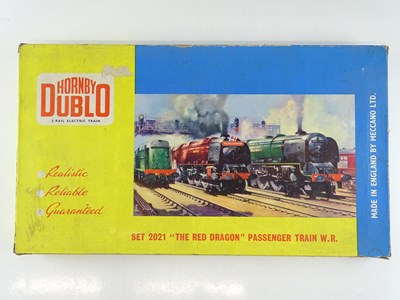 HORNBY
DUBLO
2-RAIL ELECTRIC TRAIN
Realistic
Reliable
Guaranteed
SET 2021 "THE RED DRAGON" PASSENGER TRAIN W.R.
MADE IN ENGLAND BY MECCANO LTD.